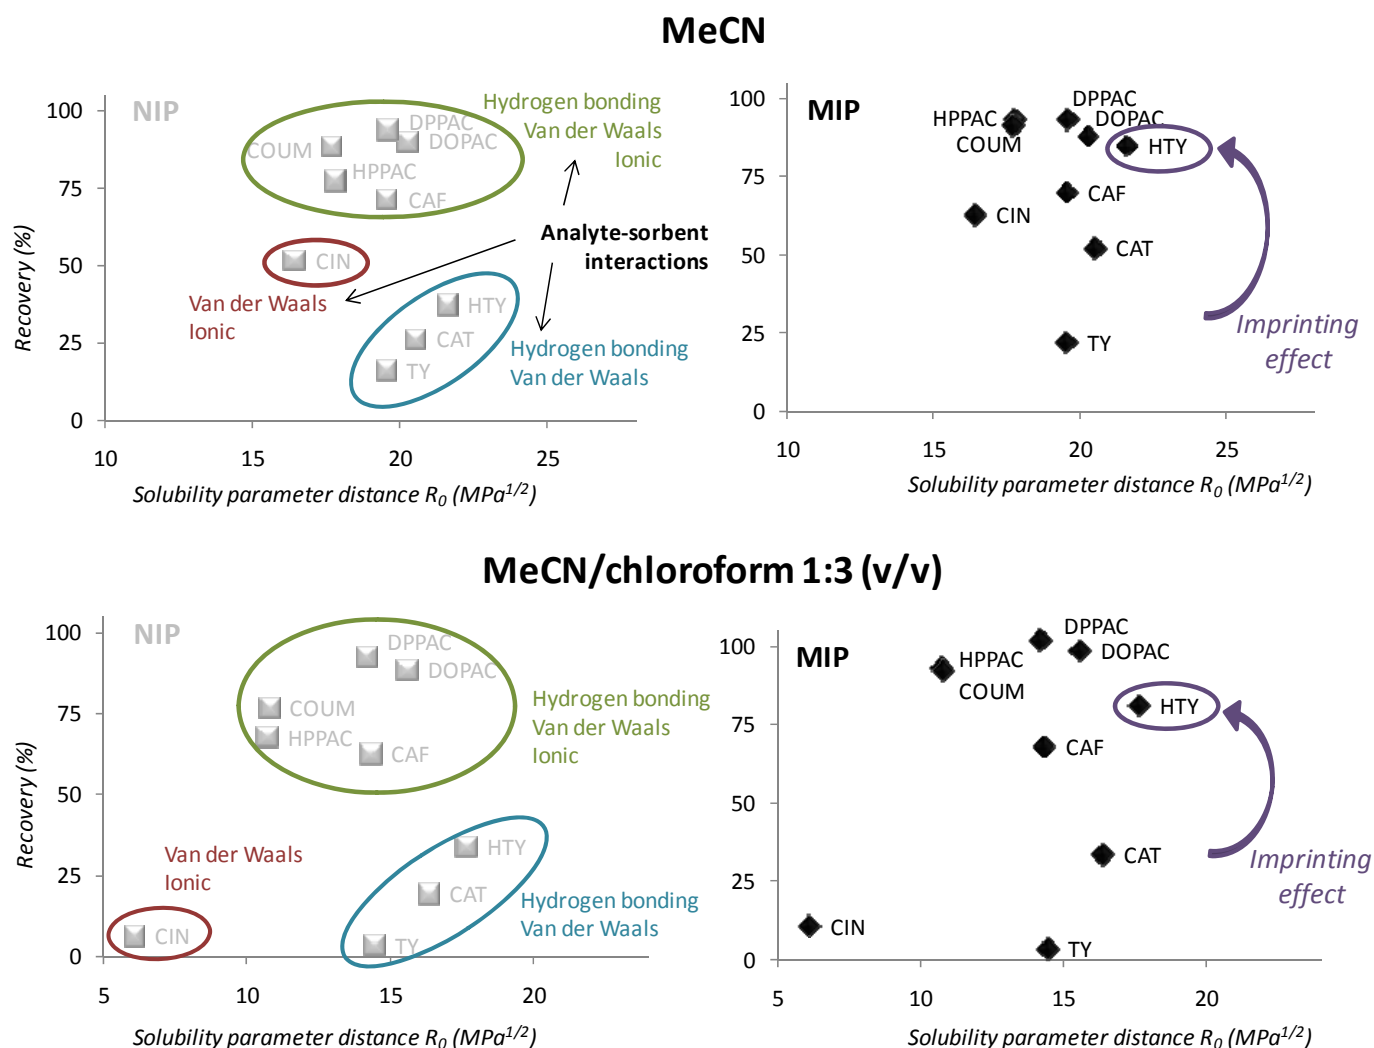 MeCN
NIP
100
75
50
25
0
10
15
20
25
Recovery (%)
Solubility parameter distance R0 (MPa1/2)
COUM
DPPAC
DOPAC
HPPAC
CAF
CIN
HTY
CAT
TY
Hydrogen bonding
Van der Waals
Ionic
Analyte-sorbent
interactions
Van der Waals
Ionic
Hydrogen bonding
Van der Waals
MIP
100
75
50
25
0
10
15
20
25
Solubility parameter distance R0 (MPa1/2)
HPPAC
COUM
DPPAC
DOPAC
HTY
CAF
CIN
CAT
TY
Imprinting
effect
MeCN/chloroform 1:3 (v/v)
NIP
100
75
50
25
0
5
10
15
20
Recovery (%)
Solubility parameter distance R0 (MPa1/2)
DPPAC
DOPAC
COUM
HPPAC
CAF
HTY
CAT
TY
CIN
Hydrogen bonding
Van der Waals
Ionic
Van der Waals
Ionic
Hydrogen bonding
Van der Waals
MIP
100
75
50
25
0
5
10
15
20
Solubility parameter distance R0 (MPa1/2)
DPPAC
DOPAC
HPPAC
COUM
HTY
CAF
CAT
CIN
TY
Imprinting
effect